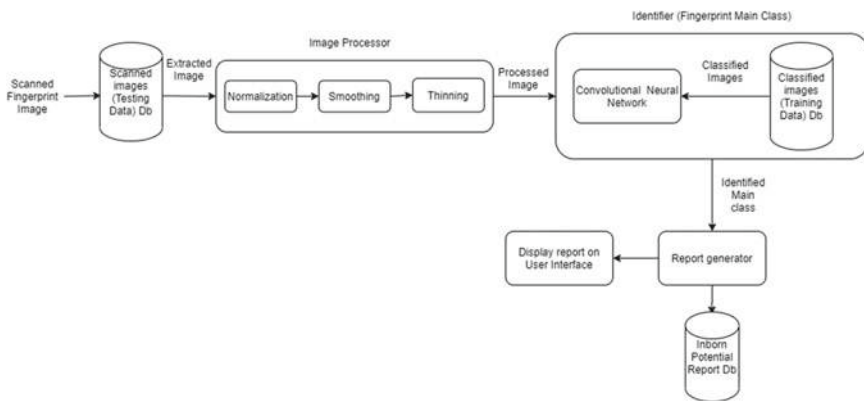 Identifier (Fingerprint Main Class)
Image Processor
Scanned
Fingerprint
Image
Scanned
images
(Testing
Data) Db
Extracted
Image
Normalization
Smoothing
Thinning
Processed
Image
Convolutional Neural
Network
Classified
Images
Classified
images
(Training
Data) Db
Identified
Main
class
Display report on
User Interface
Report generator
Inborn
Potential
Report Db